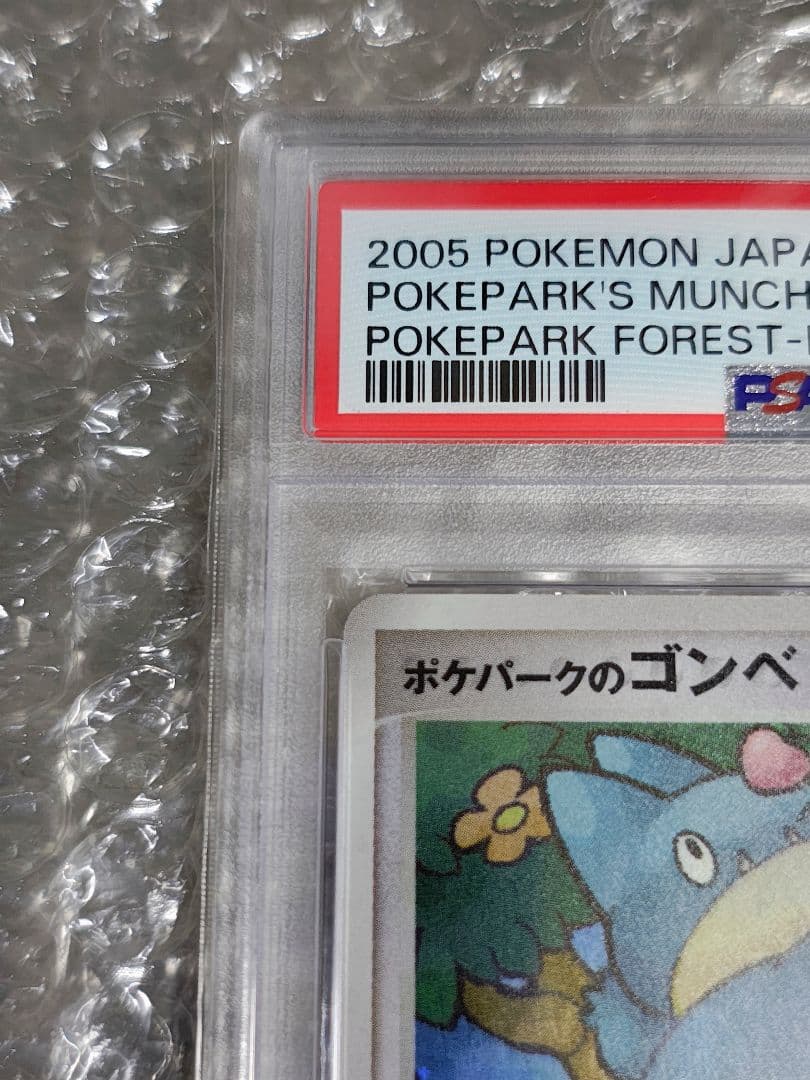 2005 POKEMON JAPA
POKEPARK'S MUNCH
POKEPARK FOREST-
PSA
ポケパークのゴンベ